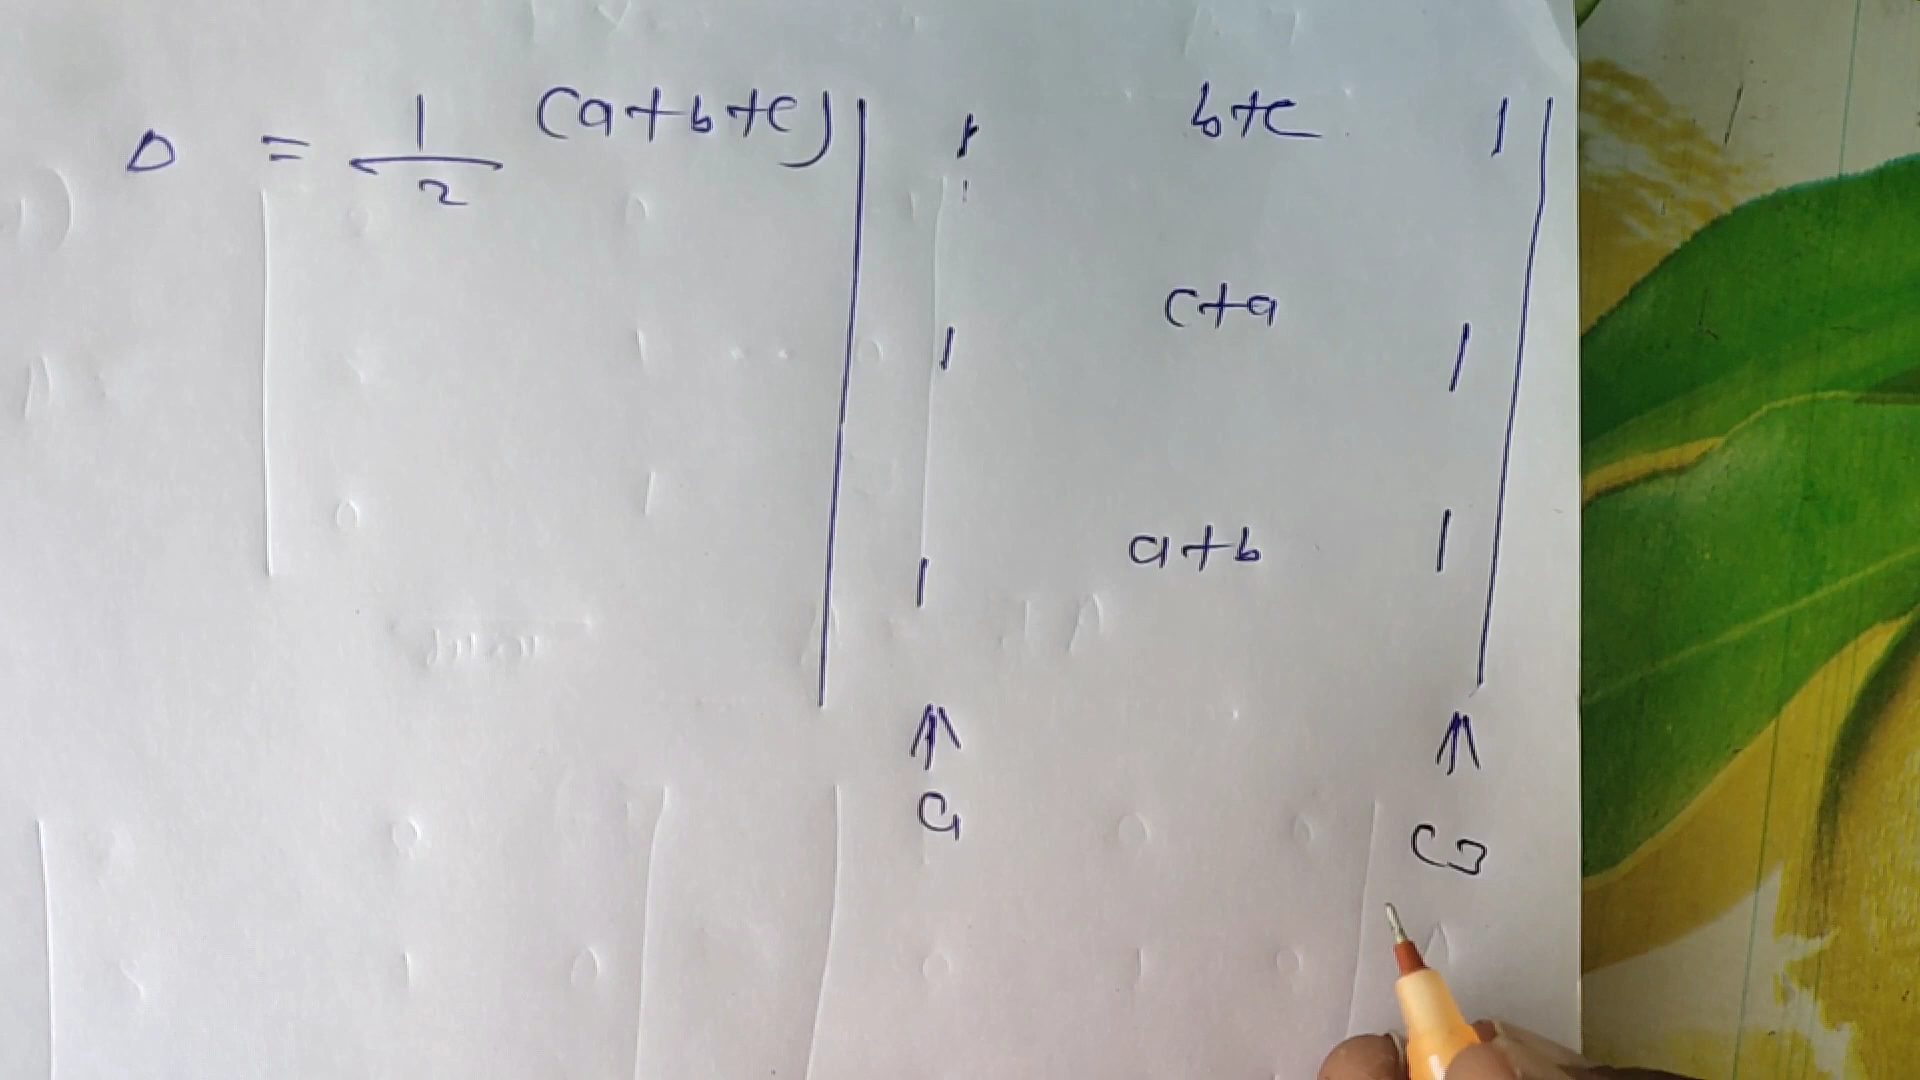 Δ = 1/2 (a+b+c) | 1 b+c 1 |
1 c+a 1
1 a+b 1
↑ ↑
C1 C3